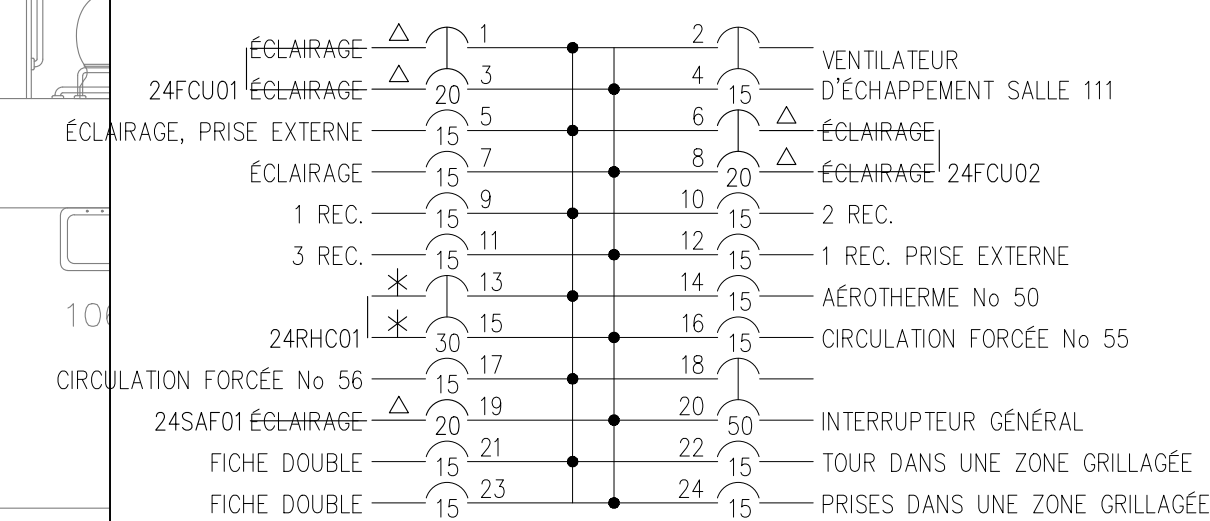 ÉCLAIRAGE 1 2
VENTILATEUR
24FCU01 ÉCLAIRAGE 20 3 4 15 D'ÉCHAPPEMENT SALLE 111
ÉCLAIRAGE, PRISE EXTERNE 15 5 6 ÉCLAIRAGE
ÉCLAIRAGE 15 7 8 20 ÉCLAIRAGE 24FCU02
1 REC. 15 9 10 15 2 REC.
3 REC. 15 11 12 15 1 REC. PRISE EXTERNE
13 14 15 AÉROTHERME No 50
24RHC01 30 15 16 15 CIRCULATION FORCÉE No 55
CIRCULATION FORCÉE No 56 15 17 18
24SAF01 ÉCLAIRAGE 20 19 20 50 INTERRUPTEUR GÉNÉRAL
FICHE DOUBLE 15 21 22 15 TOUR DANS UNE ZONE GRILLAGÉE
FICHE DOUBLE 15 23 24 15 PRISES DANS UNE ZONE GRILLAGÉE